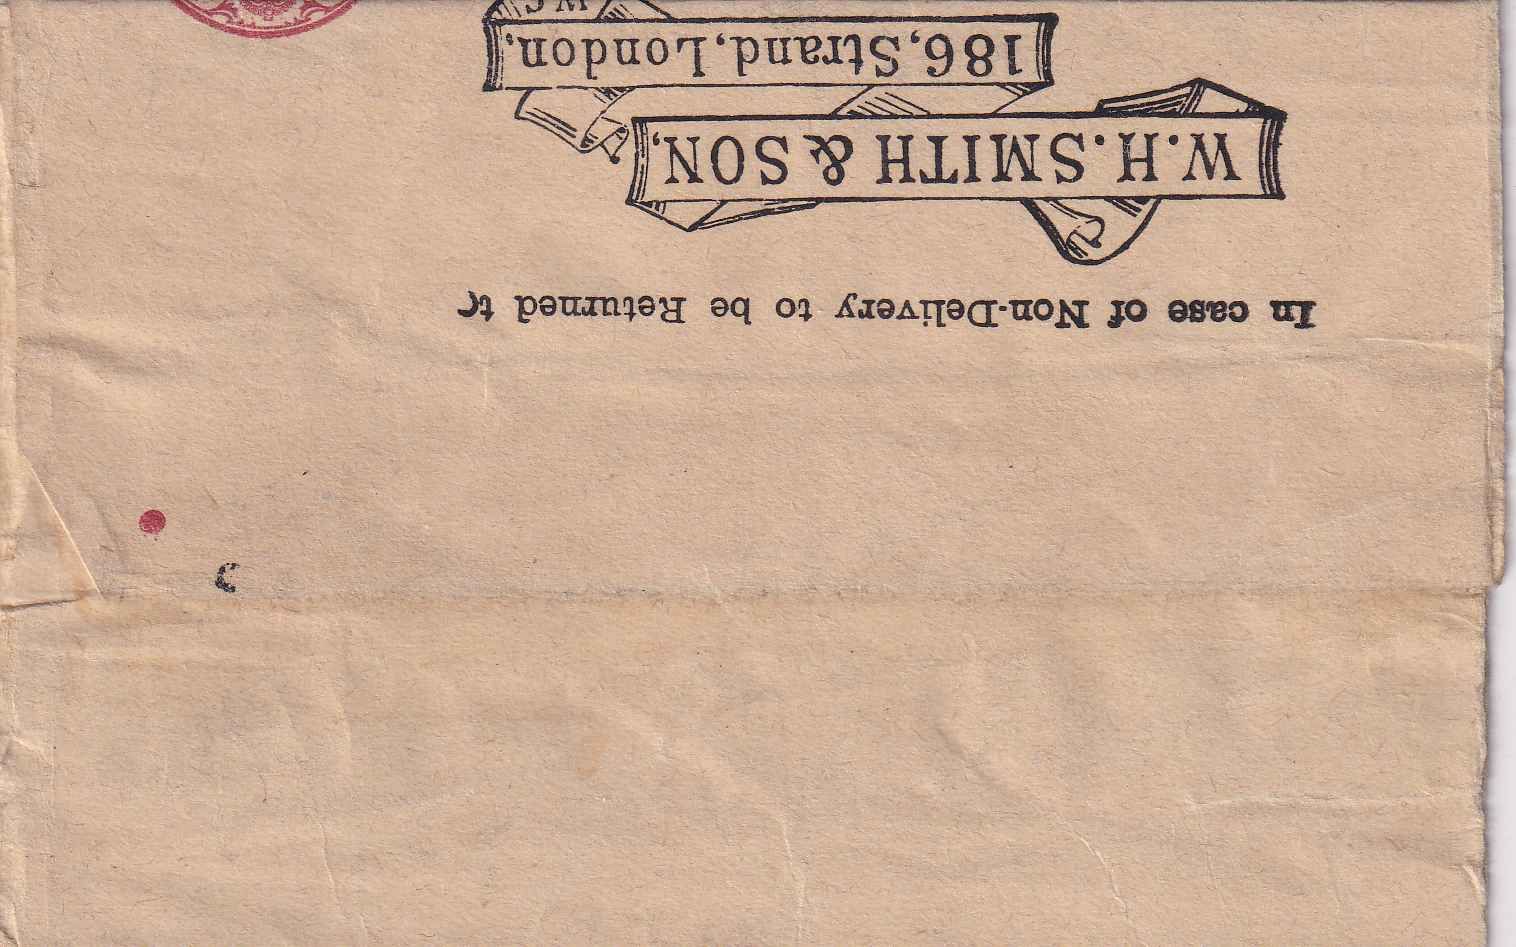 In case of Non-Delivery to be Returned to
W.H.SMITH & SON,
186, Strand, London,
W.C.